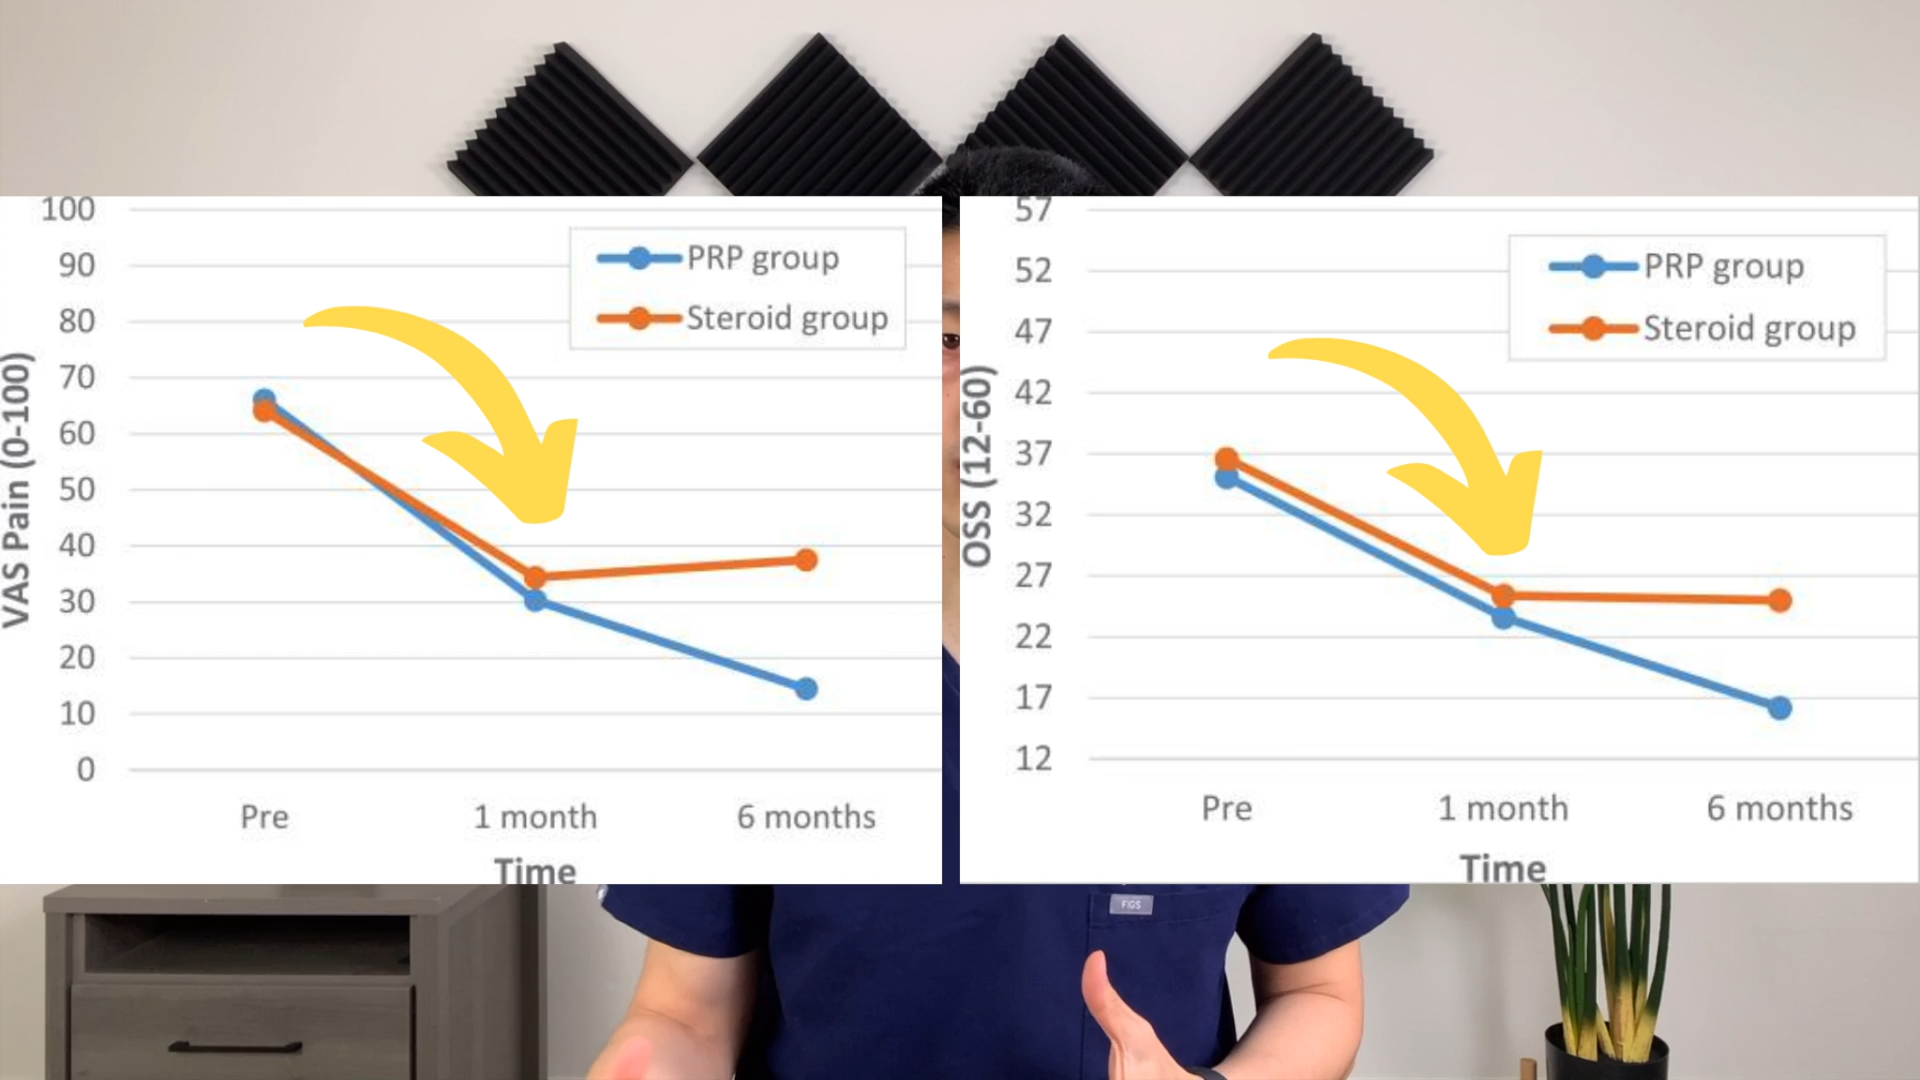 VAS Pain (0-100)
100
90
80
70
60
50
40
30
20
10
0
PRP group
Steroid group
Pre
1 month
6 months
Time
OSS (12-60)
57
52
47
42
37
32
27
22
17
12
PRP group
Steroid group
Pre
1 month
6 months
Time
FIGS